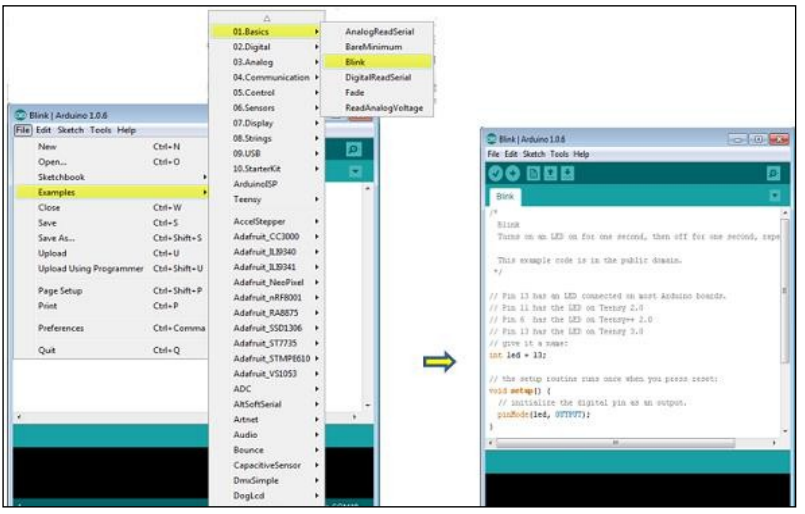 01.Basics
02.Digital
03.Analog
04.Communication
05.Control
06.Sensors
07.Display
08.Strings
09.USB
10.StarterKit
ArduinoISP
Teensy
AccelStepper
Adafruit_CC3000
Adafruit_ILI9340
Adafruit_ILI9341
Adafruit_NeoPixel
Adafruit_nRF8001
Adafruit_RA8875
Adafruit_SSD1306
Adafruit_ST7735
Adafruit_STMPE610
Adafruit_VS1053
ADC
AltSoftSerial
Artnet
Audio
Bounce
CapacitiveSensor
DmxSimple
DogLcd
AnalogReadSerial
BareMinimum
Blink
DigitalReadSerial
Fade
ReadAnalogVoltage
Blink | Arduino 1.0.6
File Edit Sketch Tools Help
New Ctrl+N
Open... Ctrl+O
Sketchbook
Examples
Close Ctrl+W
Save Ctrl+S
Save As... Ctrl+Shift+S
Upload Ctrl+U
Upload Using Programmer Ctrl+Shift+U
Page Setup Ctrl+Shift+P
Print Ctrl+P
Preferences Ctrl+Comma
Quit Ctrl+Q
Blink | Arduino 1.0.6
File Edit Sketch Tools Help
Blink
/*
Blink
Turns on an LED on for one second, then off for one second, repe
This example code is in the public domain.
*/
// Pin 13 has an LED connected on most Arduino boards.
// Pin 11 has the LED on Teensy 2.0
// Pin 6 has the LED on Teensy++ 2.0
// Pin 13 has the LED on Teensy 3.0
// give it a name:
int led = 13;
// the setup routine runs once when you press reset:
void setup() {
// initialize the digital pin as an output.
pinMode(led, OUTPUT);
}